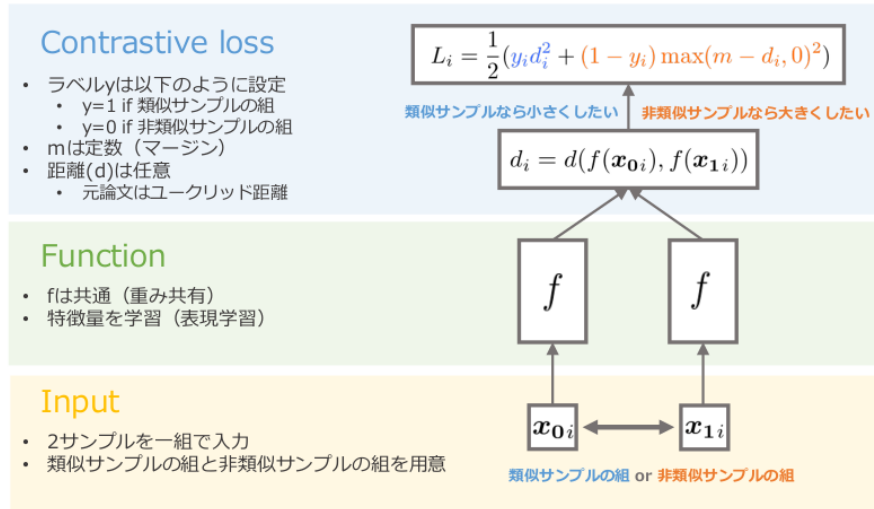 Contrastive loss
• ラベルyは以下のように設定
• y=1 if 類似サンプルの組
• y=0 if 非類似サンプルの組
• mは定数（マージン）
• 距離(d)は任意
• 元論文はユークリッド距離
L_i = \frac{1}{2}(y_i d_i^2 + (1 − y_i) max(m − d_i, 0)^2)
類似サンプルなら小さくしたい 非類似サンプルなら大きくしたい
d_i = d(f(x_{0i}), f(x_{1i}))
Function
• fは共通（重み共有）
• 特徴量を学習（表現学習）
f f
Input
• 2サンプルを一組で入力
• 類似サンプルの組と非類似サンプルの組を用意
x_{0i} x_{1i}
類似サンプルの組 or 非類似サンプルの組